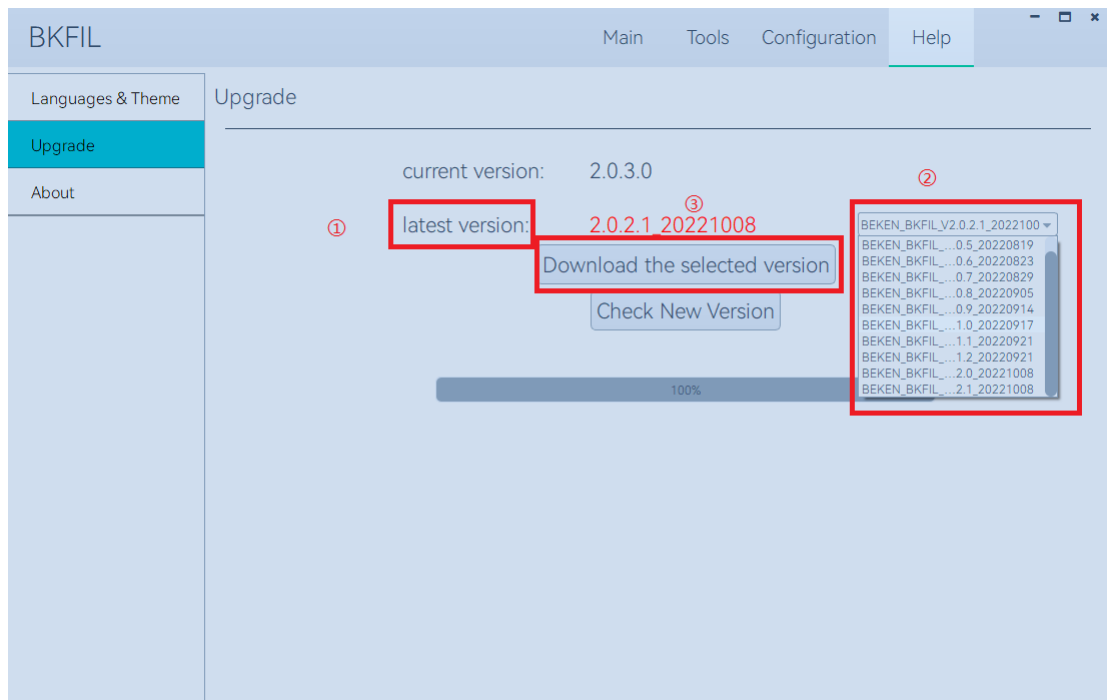 BKFIL
Main Tools Configuration Help
Languages & Theme
Upgrade
About
Upgrade
current version: 2.0.3.0
②
①
latest version: 2.0.2.1_20221008
③
BEKEN_BKFIL_V2.0.2.1_2022100
Download the selected version
Check New Version
100%
BEKEN_BKFIL_...0.5_20220819
BEKEN_BKFIL_...0.6_20220823
BEKEN_BKFIL_...0.7_20220829
BEKEN_BKFIL_...0.8_20220905
BEKEN_BKFIL_...0.9_20220914
BEKEN_BKFIL_...1.0_20220917
BEKEN_BKFIL_...1.1_20220921
BEKEN_BKFIL_...1.2_20220921
BEKEN_BKFIL_...2.0_20221008
BEKEN_BKFIL_...2.1_20221008